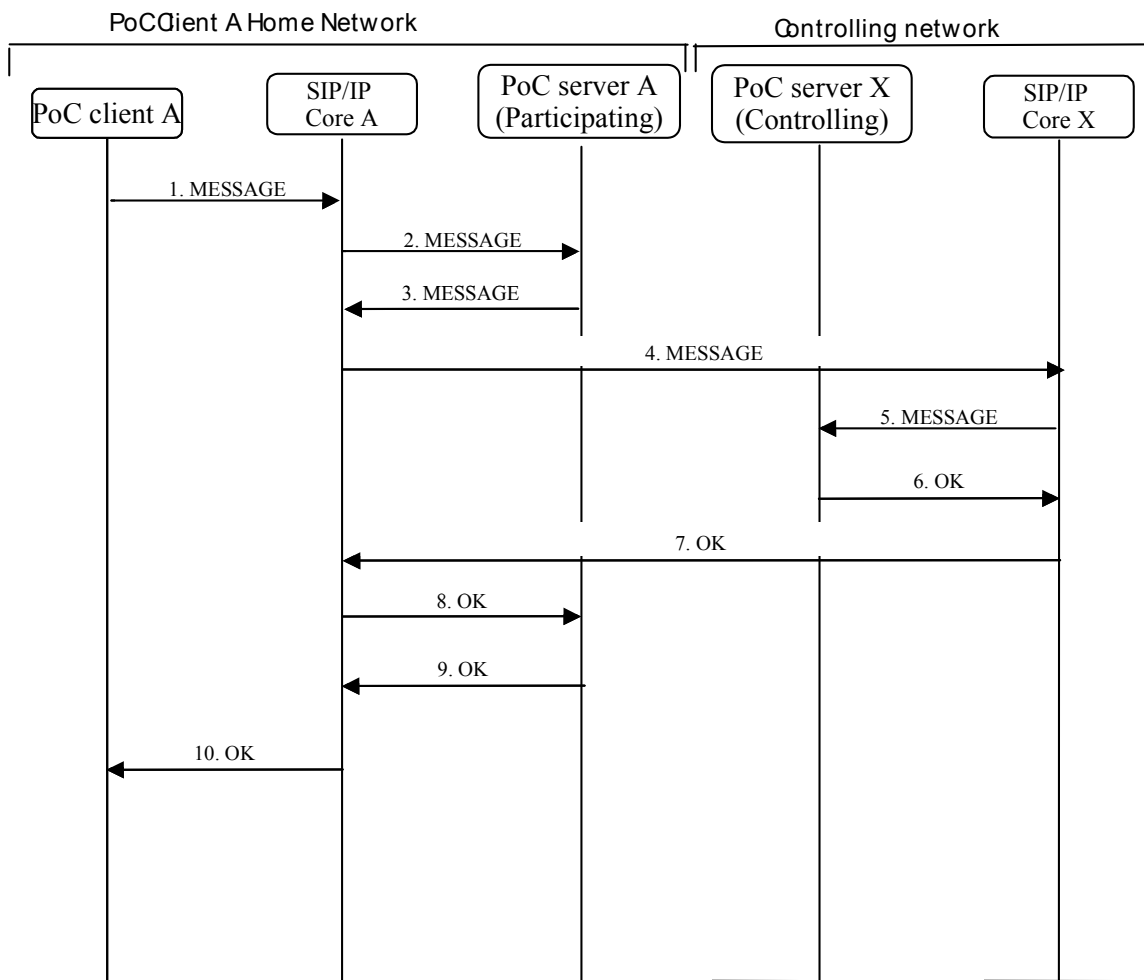 PoCClient A Home Network
Controlling network
PoC client A
SIP/IP
Core A
PoC server A
(Participating)
PoC server X
(Controlling)
SIP/IP
Core X
1. MESSAGE
2. MESSAGE
3. MESSAGE
4. MESSAGE
5. MESSAGE
6. OK
7. OK
8. OK
9. OK
10. OK